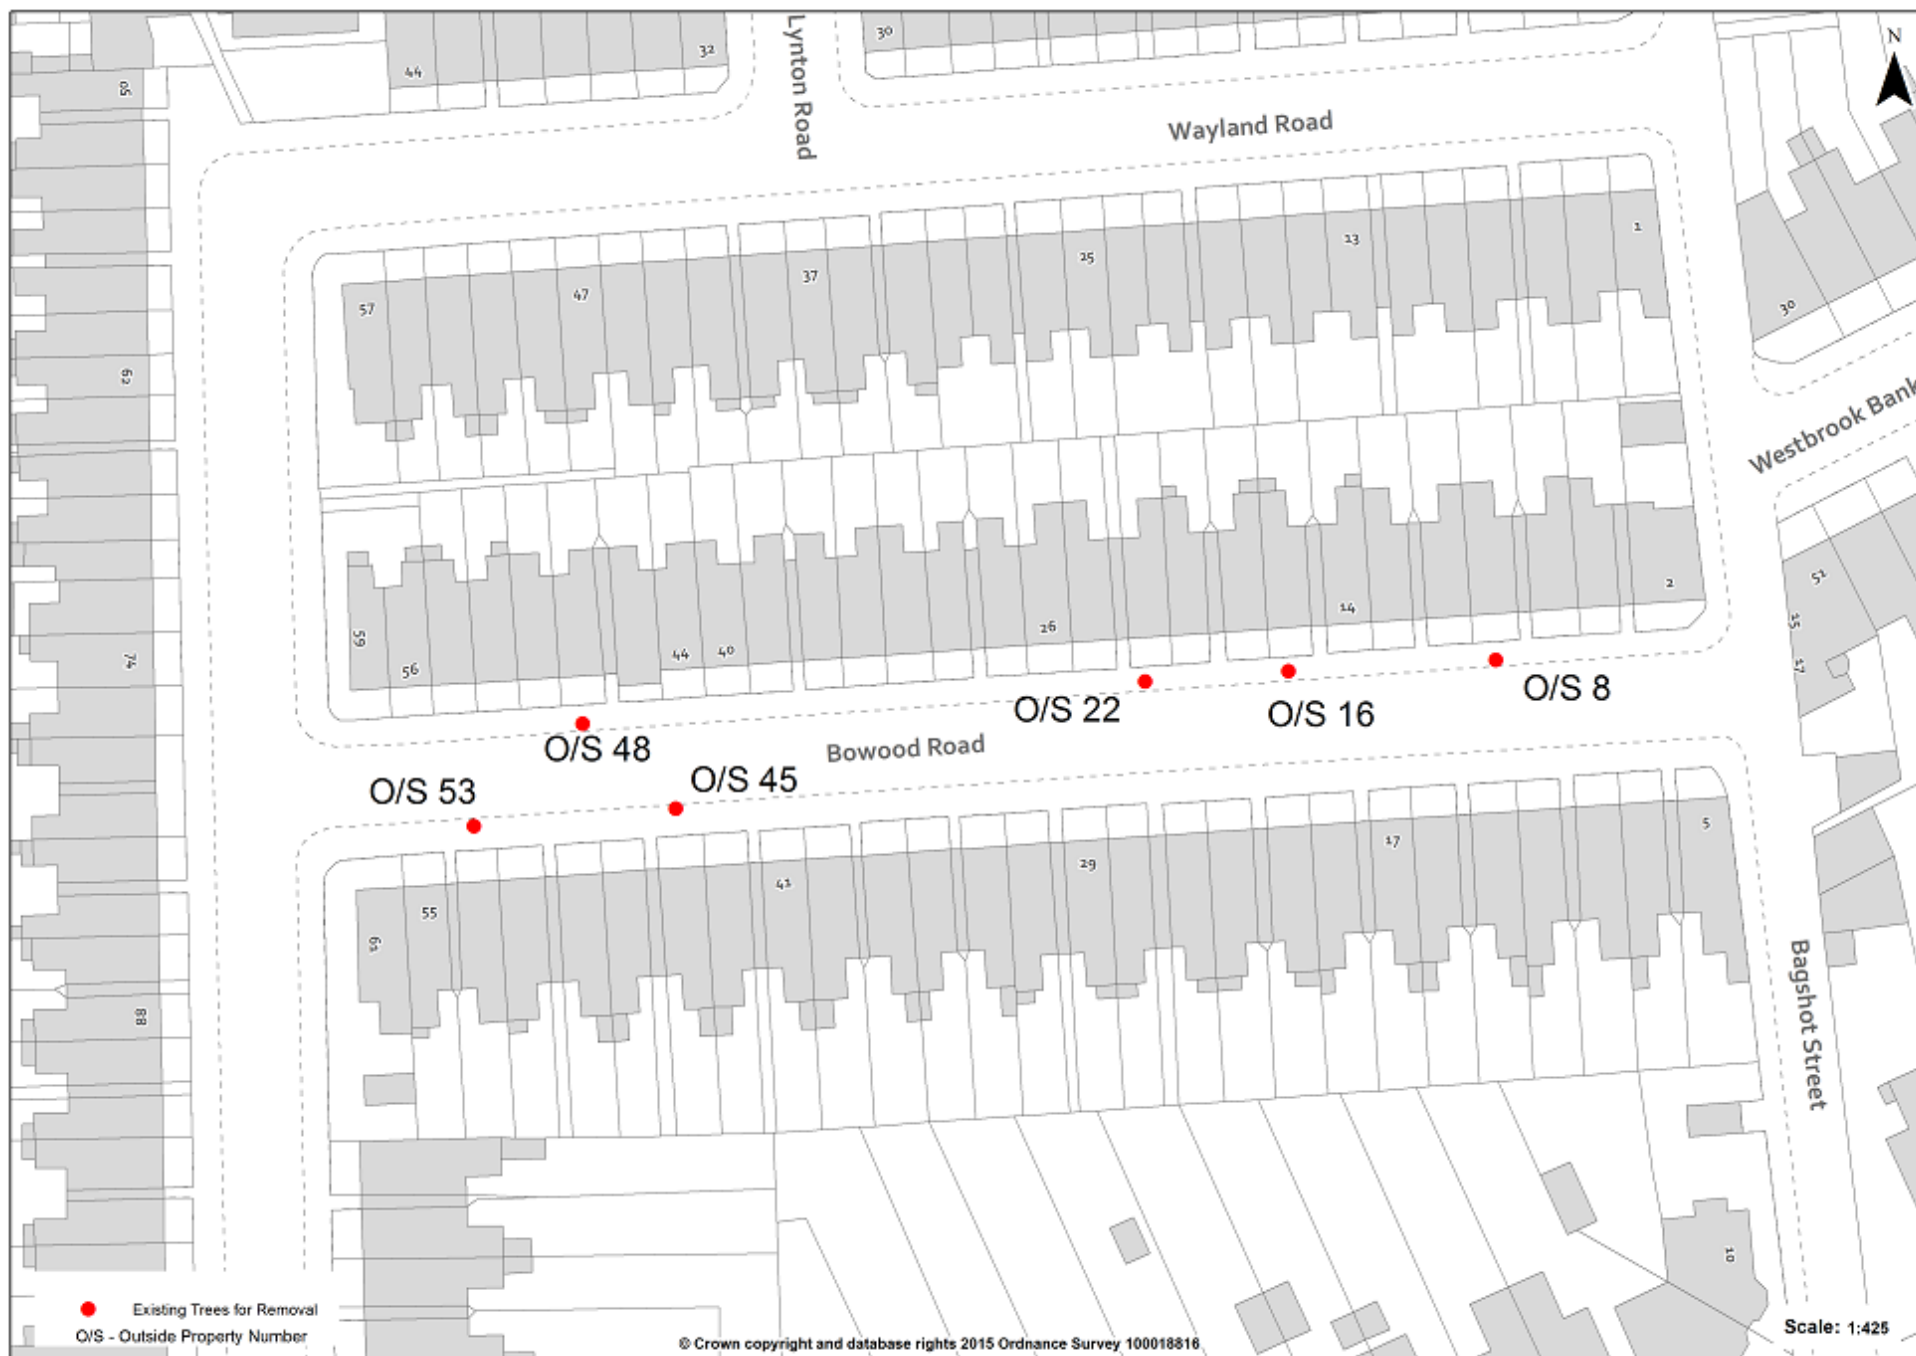 Lynton Road
30
N
44
32
65
Wayland Road
1
13
25
37
47
57
30
62
Westbrook Bank
51
2
14
15
26
59
40
44
56
74
17
O/S 8
O/S 22
O/S 16
O/S 48
Bowood Road
O/S 45
O/S 53
5
17
29
41
55
61
Bagshot Street
88
10
Existing Trees for Removal
O/S - Outside Property Number
Scale: 1:425
© Crown copyright and database rights 2015 Ordnance Survey 100018816